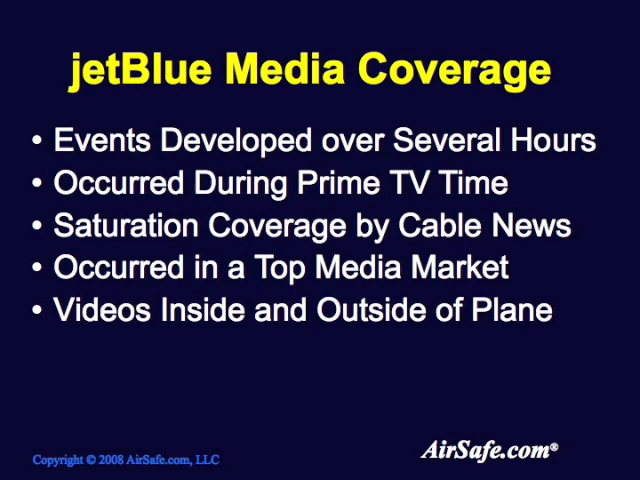 jetBlue Media Coverage
• Events Developed over Several Hours
• Occurred During Prime TV Time
• Saturation Coverage by Cable News
• Occurred in a Top Media Market
• Videos Inside and Outside of Plane
Copyright © 2008 AirSafe.com, LLC
AirSafe.com®